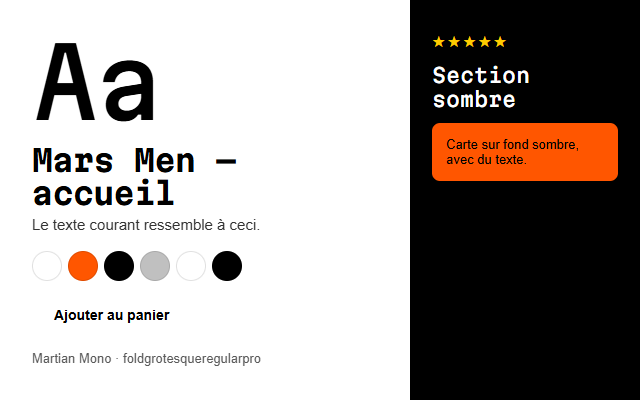 Aa
Mars Men —
accueil
Le texte courant ressemble à ceci.
Ajouter au panier
Martian Mono · foldgrotesqueregularpro
★★★★★
Section
sombre
Carte sur fond sombre,
avec du texte.